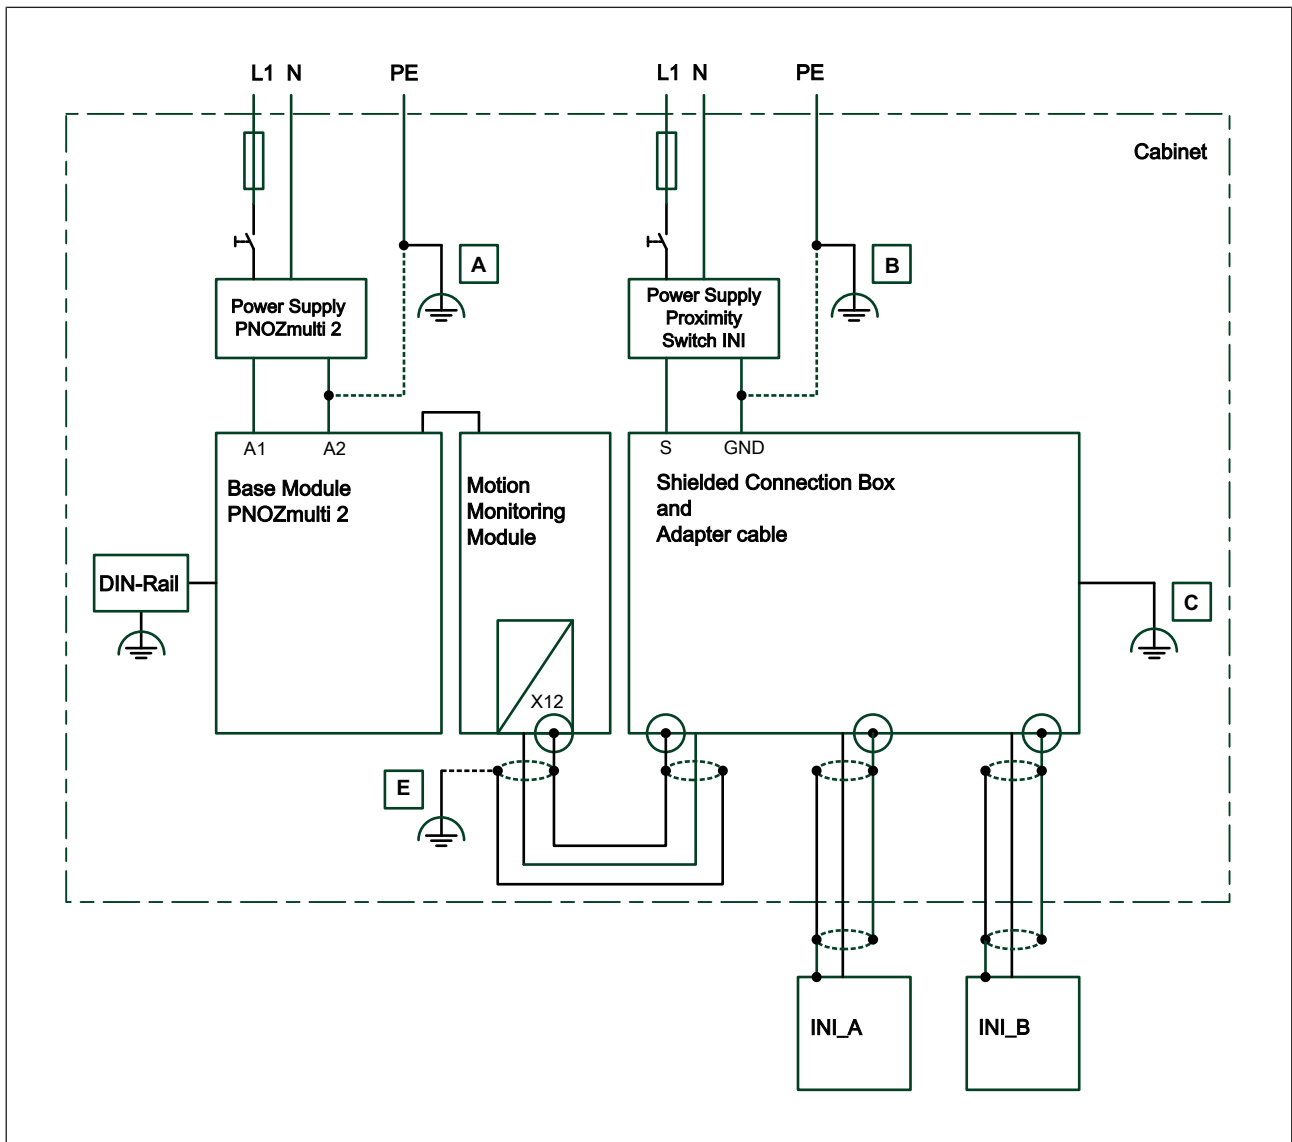 L1 N PE L1 N PE
Cabinet
A
B
Power Supply
PNOZmulti 2
Power Supply
Proximity
Switch INI
A1 A2
S GND
Base Module
PNOZmulti 2
Motion
Monitoring
Module
Shielded Connection Box
and
Adapter cable
DIN-Rail
C
X12
E
INI_A
INI_B